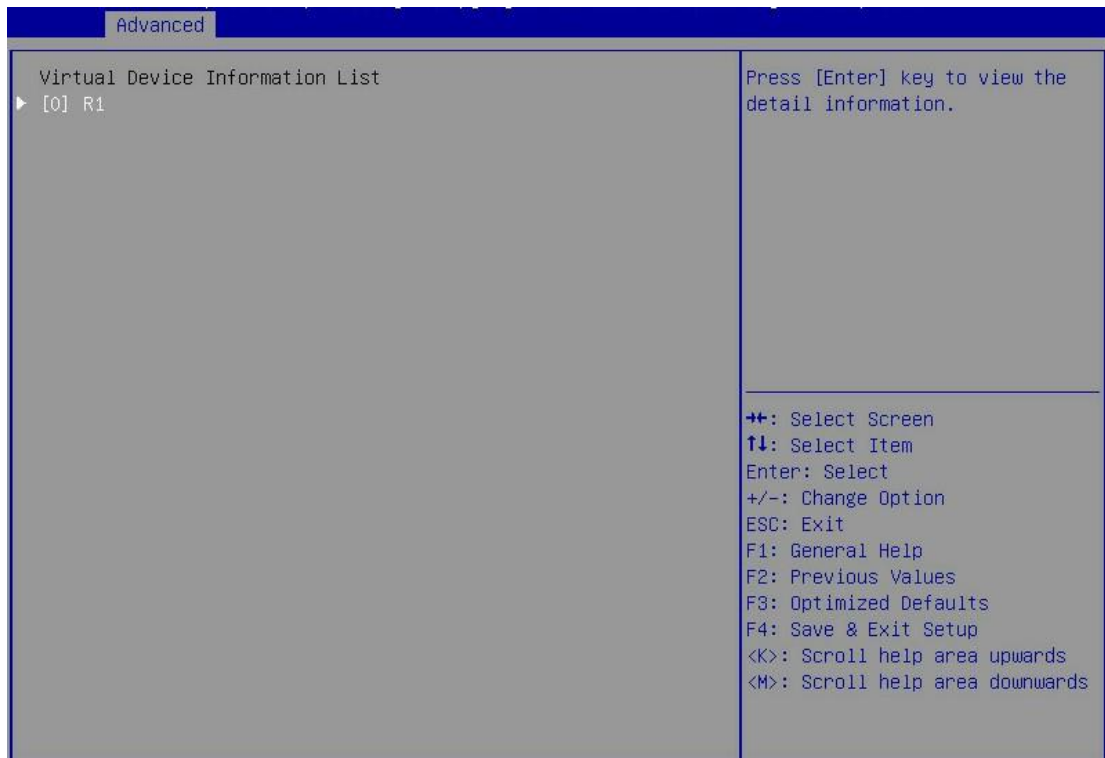 Advanced
Virtual Device Information List
[0] R1
Press [Enter] key to view the
detail information.
→←: Select Screen
↑↓: Select Item
Enter: Select
+/-: Change Option
ESC: Exit
F1: General Help
F2: Previous Values
F3: Optimized Defaults
F4: Save & Exit Setup
<K>: Scroll help area upwards
<M>: Scroll help area downwards